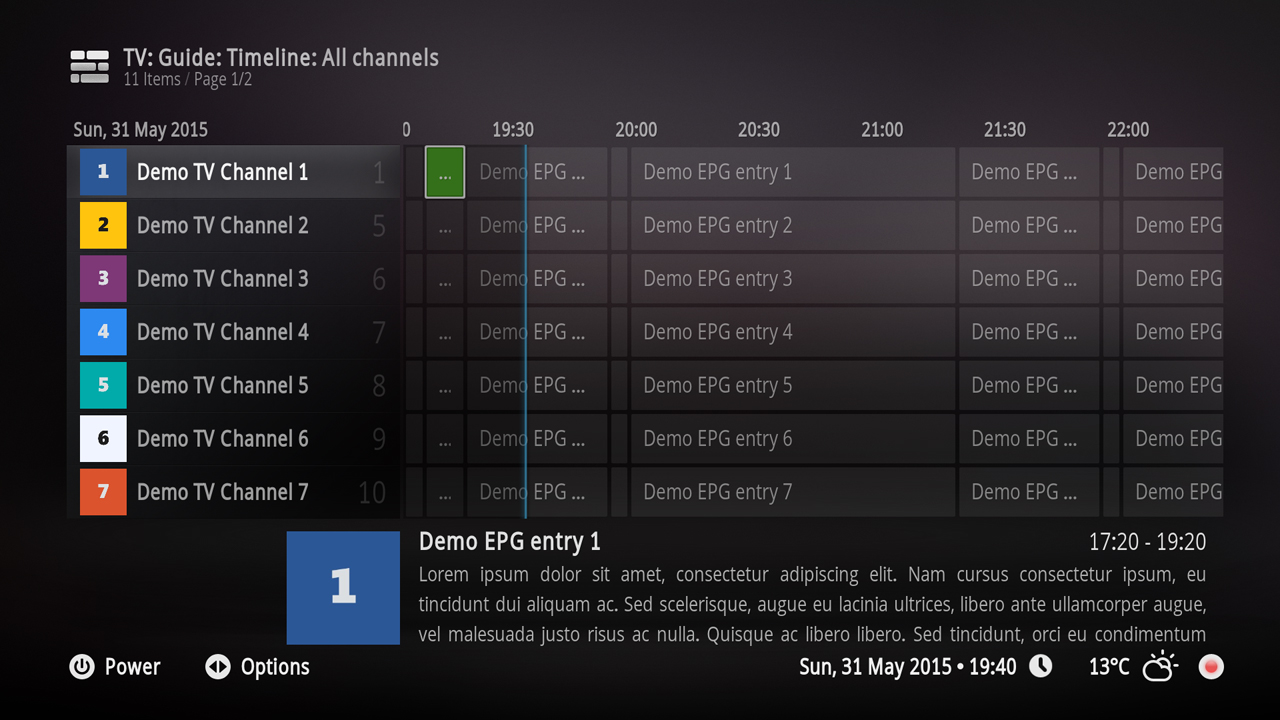 TV: Guide: Timeline: All channels
11 Items / Page 1/2
Sun, 31 May 2015 0 19:30 20:00 20:30 21:00 21:30 22:00
1 Demo TV Channel 1 1 ... Demo EPG ... Demo EPG entry 1 Demo EPG ... Demo EPG
2 Demo TV Channel 2 5 ... Demo EPG ... Demo EPG entry 2 Demo EPG ... Demo EPG
3 Demo TV Channel 3 6 ... Demo EPG ... Demo EPG entry 3 Demo EPG ... Demo EPG
4 Demo TV Channel 4 7 ... Demo EPG ... Demo EPG entry 4 Demo EPG ... Demo EPG
5 Demo TV Channel 5 8 ... Demo EPG ... Demo EPG entry 5 Demo EPG ... Demo EPG
6 Demo TV Channel 6 9 ... Demo EPG ... Demo EPG entry 6 Demo EPG ... Demo EPG
7 Demo TV Channel 7 10 ... Demo EPG ... Demo EPG entry 7 Demo EPG ... Demo EPG
1
Demo EPG entry 1 17:20 - 19:20
Lorem ipsum dolor sit amet, consectetur adipiscing elit. Nam cursus consectetur ipsum, eu
tincidunt dui aliquam ac. Sed scelerisque, augue eu lacinia ultrices, libero ante ullamcorper augue,
vel malesuada justo risus ac nulla. Quisque ac libero libero. Sed tincidunt, orci eu condimentum
Power Options Sun, 31 May 2015 • 19:40 13°C